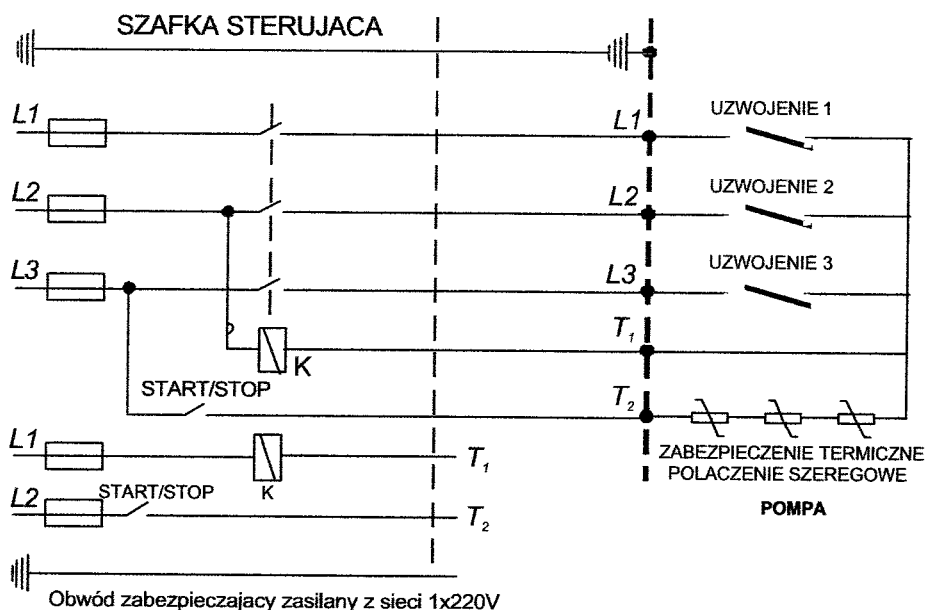 SZAFKA STERUJACA
L1
L1
UZWOJENIE 1
L2
L2
UZWOJENIE 2
L3
L3
UZWOJENIE 3
T1
K
START/STOP
T2
L1
K
T1
ZABEZPIECZENIE TERMICZNE
POLACZENIE SZEREGOWE
L2
START/STOP
T2
POMPA
Obwód zabezpieczajacy zasilany z sieci 1x220V